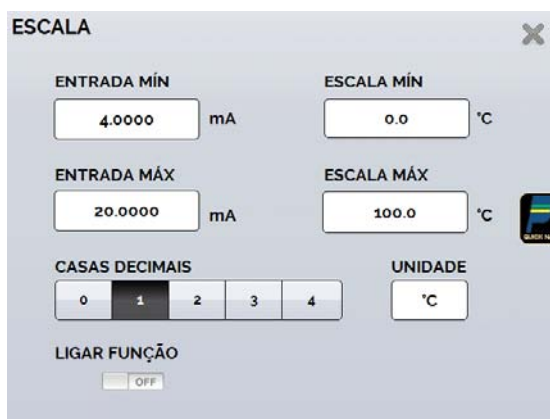 ESCALA
ENTRADA MÍN
ESCALA MÍN
4.0000 mA
0.0 °C
ENTRADA MÁX
ESCALA MÁX
20.0000 mA
100.0 °C
CASAS DECIMAIS
UNIDADE
0 1 2 3 4
°C
LIGAR FUNÇÃO
OFF